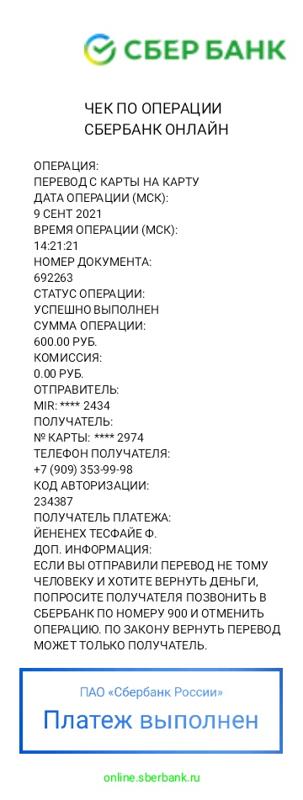 СБЕР БАНК
ЧЕК ПО ОПЕРАЦИИ
СБЕРБАНК ОНЛАЙН
ОПЕРАЦИЯ:
ПЕРЕВОД С КАРТЫ НА КАРТУ
ДАТА ОПЕРАЦИИ (МСК):
9 СЕНТ 2021
ВРЕМЯ ОПЕРАЦИИ (МСК):
14:21:21
НОМЕР ДОКУМЕНТА:
692263
СТАТУС ОПЕРАЦИИ:
УСПЕШНО ВЫПОЛНЕН
СУММА ОПЕРАЦИИ:
600.00 РУБ.
КОМИССИЯ:
0.00 РУБ.
ОТПРАВИТЕЛЬ:
MIR: **** 2434
ПОЛУЧАТЕЛЬ:
№ КАРТЫ: **** 2974
ТЕЛЕФОН ПОЛУЧАТЕЛЯ:
+7 (909) 353-99-98
КОД АВТОРИЗАЦИИ:
234387
ПОЛУЧАТЕЛЬ ПЛАТЕЖА:
ЙЕНЕНЕХ ТЕСФАЙЕ Ф.
ДОП. ИНФОРМАЦИЯ:
ЕСЛИ ВЫ ОТПРАВИЛИ ПЕРЕВОД НЕ ТОМУ
ЧЕЛОВЕКУ И ХОТИТЕ ВЕРНУТЬ ДЕНЬГИ,
ПОПРОСИТЕ ПОЛУЧАТЕЛЯ ПОЗВОНИТЬ В
СБЕРБАНК ПО НОМЕРУ 900 И ОТМЕНИТЬ
ОПЕРАЦИЮ. ПО ЗАКОНУ ВЕРНУТЬ ПЕРЕВОД
МОЖЕТ ТОЛЬКО ПОЛУЧАТЕЛЬ.
ПАО «Сбербанк России»
Платеж выполнен
online.sberbank.ru